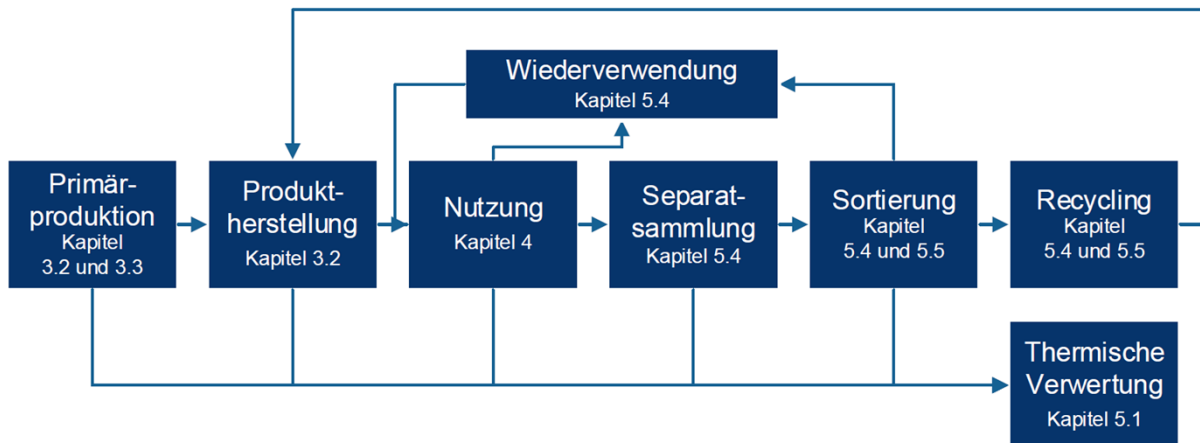 Wiederverwendung
Kapitel 5.4
Primär-
produktion
Kapitel
3.2 und 3.3
Produkt-
herstellung
Kapitel 3.2
Nutzung
Kapitel 4
Separat-
sammlung
Kapitel 5.4
Sortierung
Kapitel
5.4 und 5.5
Recycling
Kapitel
5.4 und 5.5
Thermische
Verwertung
Kapitel 5.1